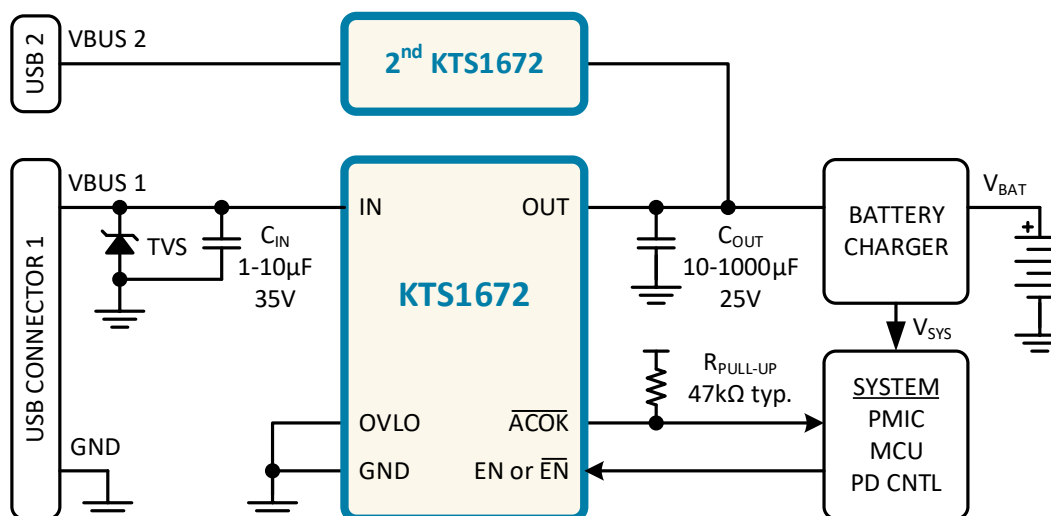 USB 2
VBUS 2
2nd KTS1672
USB CONNECTOR 1
VBUS 1
TVS
CIN
1-10µF
35V
GND
IN
OUT
KTS1672
OVLO
ACOK
GND
EN or EN
COUT
10-1000µF
25V
RPULL-UP
47kΩ typ.
BATTERY
CHARGER
VBAT
+
VSYS
SYSTEM
PMIC
MCU
PD CNTL